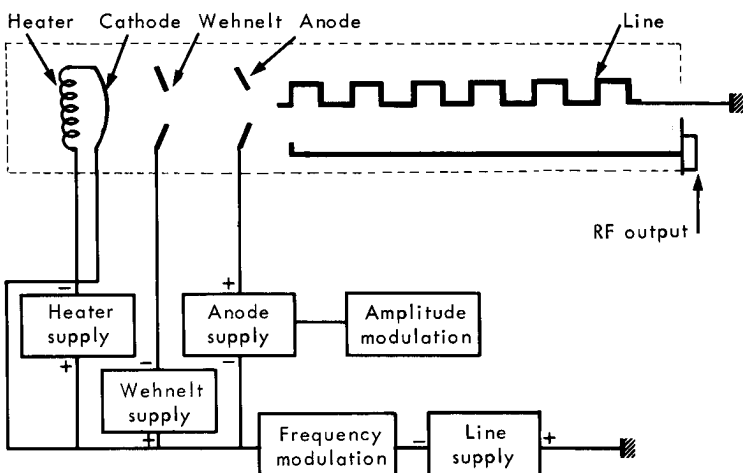 Heater
Cathode
Wehnelt
Anode
Line
RF output
−
Heater
supply
+
+
Anode
supply
−
Amplitude
modulation
−
Wehnelt
supply
+
Frequency
modulation
−
Line
supply
+